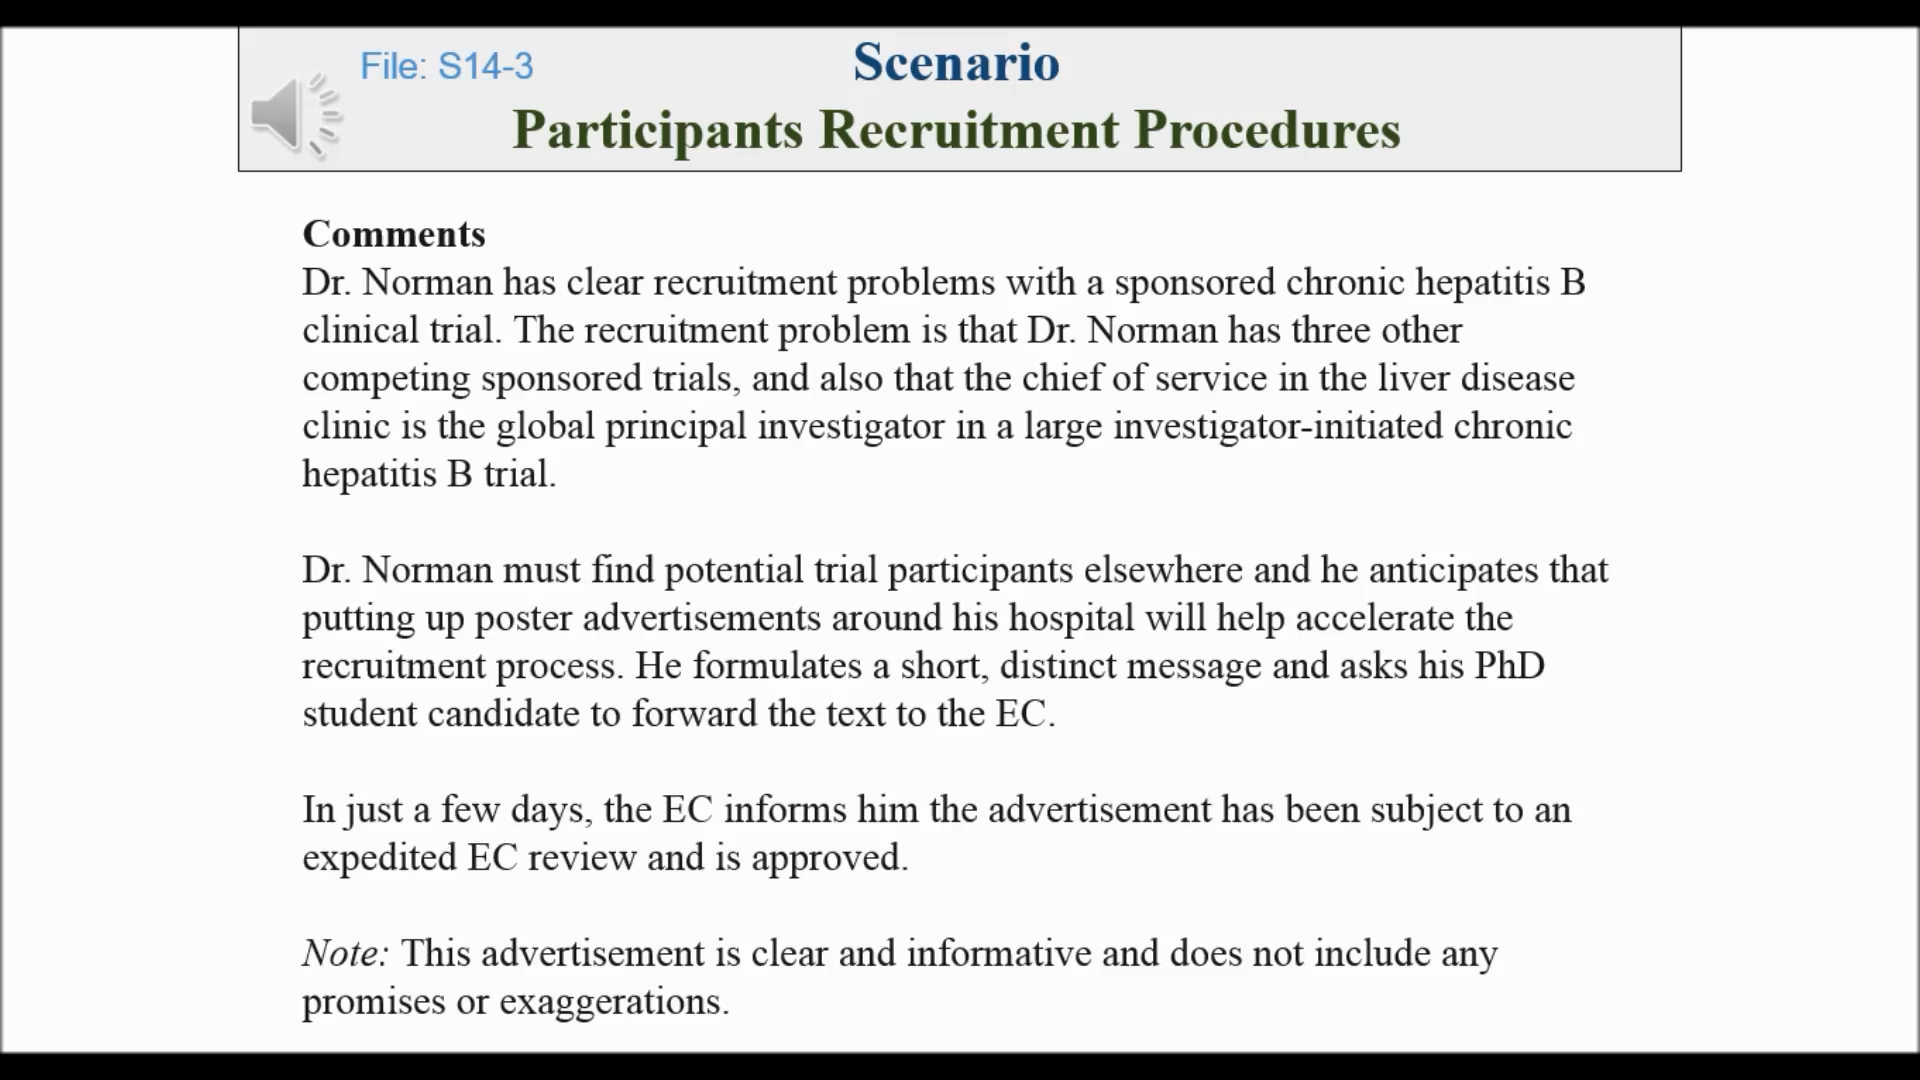 File: S14-3
Scenario
Participants Recruitment Procedures
Comments
Dr. Norman has clear recruitment problems with a sponsored chronic hepatitis B
clinical trial. The recruitment problem is that Dr. Norman has three other
competing sponsored trials, and also that the chief of service in the liver disease
clinic is the global principal investigator in a large investigator-initiated chronic
hepatitis B trial.
Dr. Norman must find potential trial participants elsewhere and he anticipates that
putting up poster advertisements around his hospital will help accelerate the
recruitment process. He formulates a short, distinct message and asks his PhD
student candidate to forward the text to the EC.
In just a few days, the EC informs him the advertisement has been subject to an
expedited EC review and is approved.
Note: This advertisement is clear and informative and does not include any
promises or exaggerations.